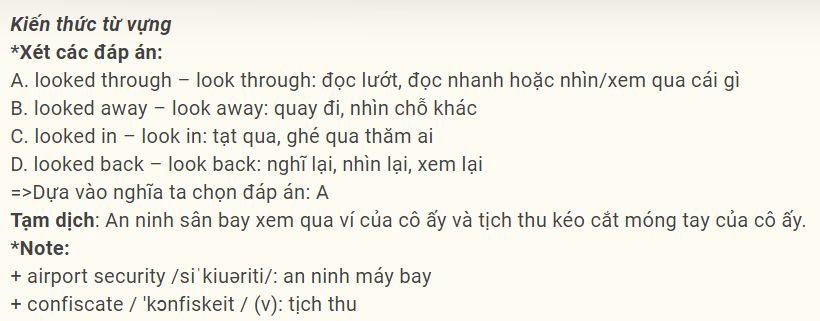 Kiến thức từ vựng
*Xét các đáp án:
A. looked through – look through: đọc lướt, đọc nhanh hoặc nhìn/xem qua cái gì
B. looked away – look away: quay đi, nhìn chỗ khác
C. looked in – look in: tạt qua, ghé qua thăm ai
D. looked back – look back: nghĩ lại, nhìn lại, xem lại
=>Dựa vào nghĩa ta chọn đáp án: A
Tạm dịch: An ninh sân bay xem qua ví của cô ấy và tịch thu kéo cắt móng tay của cô ấy.
*Note:
+ airport security /siˈkiuəriti/: an ninh máy bay
+ confiscate / 'kɔnfiskeit / (v): tịch thu